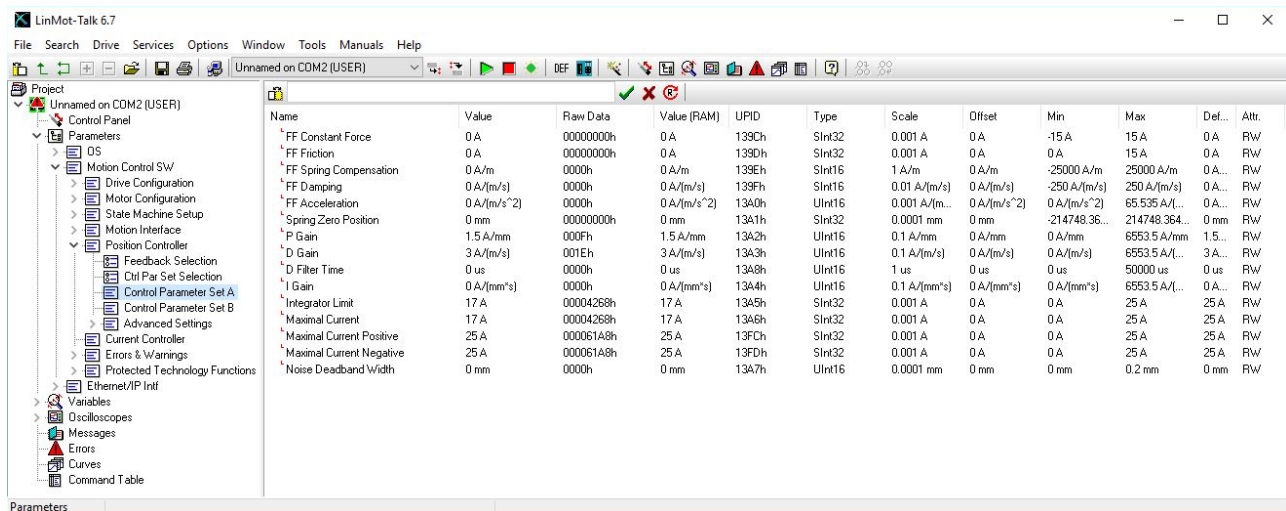 LinMot-Talk 6.7
File Search Drive Services Options Window Tools Manuals Help
Unnamed on COM2 (USER) DEF
Project
Unnamed on COM2 (USER)
Control Panel
Parameters
OS
Motion Control SW
Drive Configuration
Motor Configuration
State Machine Setup
Motion Interface
Position Controller
Feedback Selection
Ctrl Par Set Selection
Control Parameter Set A
Control Parameter Set B
Advanced Settings
Current Controller
Errors & Warnings
Protected Technology Functions
Ethernet/IP Intf
Variables
Oscilloscopes
Messages
Errors
Curves
Command Table
Name Value Raw Data Value (RAM) UPID Type Scale Offset Min Max Def... Attr.
FF Constant Force 0 A 00000000h 0 A 139Ch SInt32 0.001 A 0 A -15 A 15 A 0 A RW
FF Friction 0 A 00000000h 0 A 139Dh SInt32 0.001 A 0 A 0 A 15 A 0 A RW
FF Spring Compensation 0 A/m 0000h 0 A/m 139Eh SInt16 1 A/m 0 A/m -25000 A/m 25000 A/m 0 A... RW
FF Damping 0 A/(m/s) 0000h 0 A/(m/s) 139Fh SInt16 0.01 A/(m/s) 0 A/(m/s) -250 A/(m/s) 250 A/(m/s) 0 A... RW
FF Acceleration 0 A/(m/s^2) 0000h 0 A/(m/s^2) 13A0h UInt16 0.001 A/(m... 0 A/(m/s^2) 0 A/(m/s^2) 65.535 A/(... 0 A... RW
Spring Zero Position 0 mm 00000000h 0 mm 13A1h SInt32 0.0001 mm 0 mm -214748.36... 214748.364... 0 mm RW
P Gain 1.5 A/mm 000Fh 1.5 A/mm 13A2h UInt16 0.1 A/mm 0 A/mm 0 A/mm 6553.5 A/mm 1.5... RW
D Gain 3 A/(m/s) 001Eh 3 A/(m/s) 13A3h UInt16 0.1 A/(m/s) 0 A/(m/s) 0 A/(m/s) 6553.5 A/(... 3 A... RW
D Filter Time 0 us 0000h 0 us 13A8h UInt16 1 us 0 us 0 us 50000 us 0 us RW
I Gain 0 A/(mm*s) 0000h 0 A/(mm*s) 13A4h UInt16 0.1 A/(mm*s) 0 A/(mm*s) 0 A/(mm*s) 6553.5 A/(... 0 A... RW
Integrator Limit 17 A 00004268h 17 A 13A5h SInt32 0.001 A 0 A 0 A 25 A 25 A RW
Maximal Current 17 A 00004268h 17 A 13A6h SInt32 0.001 A 0 A 0 A 25 A 25 A RW
Maximal Current Positive 25 A 000061A8h 25 A 13FCh SInt32 0.001 A 0 A 0 A 25 A 25 A RW
Maximal Current Negative 25 A 000061A8h 25 A 13FDh SInt32 0.001 A 0 A 0 A 25 A 25 A RW
Noise Deadband Width 0 mm 0000h 0 mm 13A7h UInt16 0.0001 mm 0 mm 0 mm 0.2 mm 0 mm RW
Parameters